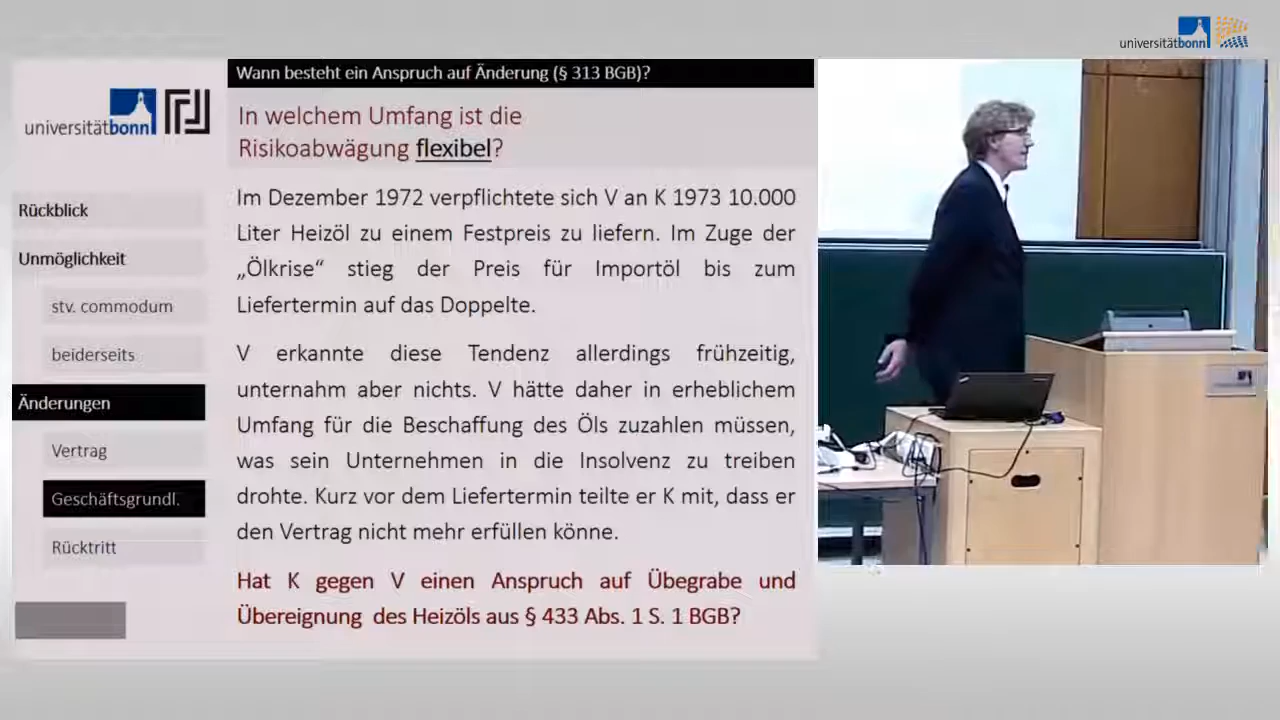 universitätbonn
Wann besteht ein Anspruch auf Änderung (§ 313 BGB)?
universitätbonn
In welchem Umfang ist die
Risikoabwägung flexibel?
Rückblick
Unmöglichkeit
stv. commodum
beiderseits
Änderungen
Vertrag
Geschäftsgrundl.
Rücktritt
Im Dezember 1972 verpflichtete sich V an K 1973 10.000
Liter Heizöl zu einem Festpreis zu liefern. Im Zuge der
„Ölkrise“ stieg der Preis für Importöl bis zum
Liefertermin auf das Doppelte.
V erkannte diese Tendenz allerdings frühzeitig,
unternahm aber nichts. V hätte daher in erheblichem
Umfang für die Beschaffung des Öls zuzahlen müssen,
was sein Unternehmen in die Insolvenz zu treiben
drohte. Kurz vor dem Liefertermin teilte er K mit, dass er
den Vertrag nicht mehr erfüllen könne.
Hat K gegen V einen Anspruch auf Übegrabe und
Übereignung des Heizöls aus § 433 Abs. 1 S. 1 BGB?